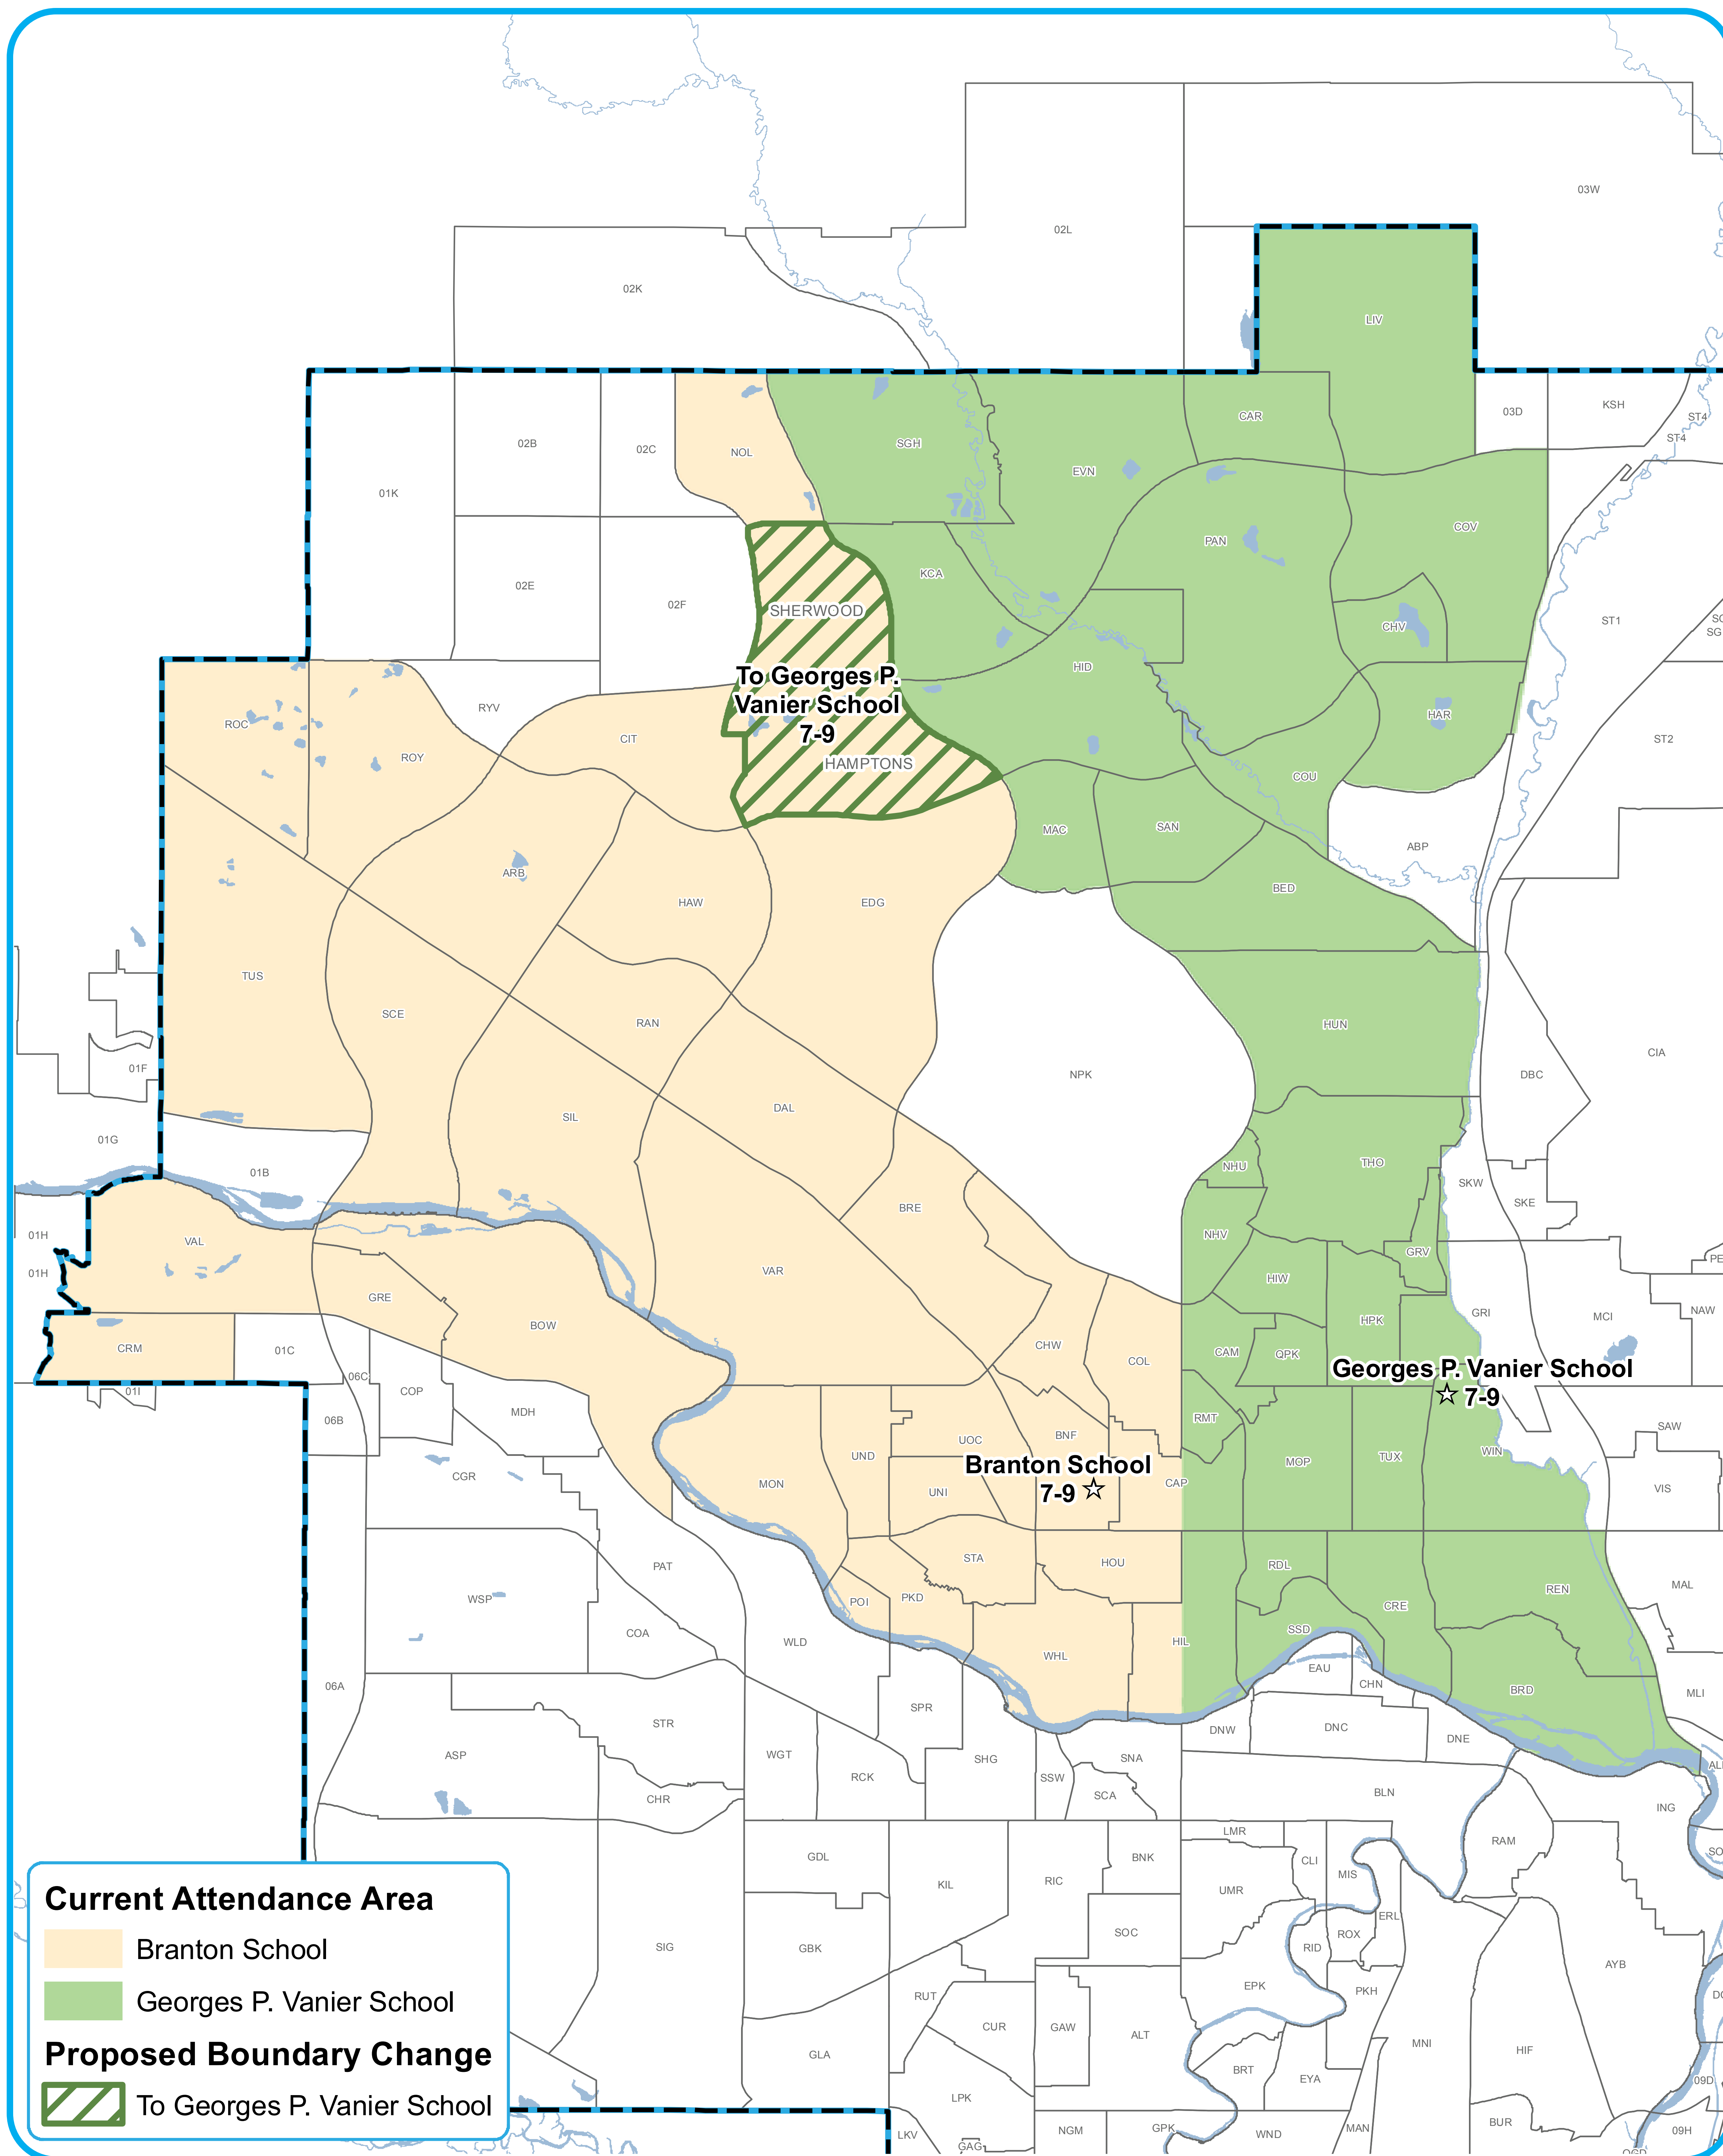 03W
02L
02K
LIV
CAR
03D
KSH
ST4
ST4
SGH
NOL
02B
02C
EVN
01K
COV
PAN
KCA
02E
02F
SHERWOOD
ST1
CHV
HID
To Georges P.
Vanier School
7-9
RYV
ROC
HAR
CIT
ST2
ROY
HAMPTONS
COU
MAC
SAN
ABP
ARB
BED
HAW
EDG
TUS
SCE
RAN
HUN
CIA
01F
NPK
DBC
DAL
SIL
01G
THO
NHU
01B
SKW
SKE
BRE
01H
NHV
VAL
GRV
PE
01H
VAR
HIW
GRE
NAW
GRI
MCI
HPK
BOW
CHW
CRM
01C
CAM
QPK
COL
Georges P. Vanier School
7-9
06C
COP
01I
MDH
06B
RMT
SAW
BNF
UOC
WIN
UND
TUX
MOP
Branton School
7-9
CGR
MON
CAP
VIS
UNI
STA
HOU
PAT
RDL
MAL
REN
WSP
PKD
POI
CRE
SSD
COA
WLD
HIL
WHL
EAU
CHN
06A
BRD
MLI
SPR
STR
DNW
DNC
DNE
ASP
WGT
SHG
SNA
AL
RCK
SSW
SCA
BLN
CHR
ING
LMR
RAM
SO
GDL
BNK
CLI
MIS
RIC
KIL
UMR
ERL
SOC
ROX
SIG
GBK
RID
AYB
EPK
PKH
RUT
CUR
GAW
ALT
MNI
HIF
GLA
BRT
EYA
09D
LPK
BUR
GPK
MAN
NGM
09H
WND
LKV
GAG
Current Attendance Area
Branton School
Georges P. Vanier School
Proposed Boundary Change
To Georges P. Vanier School